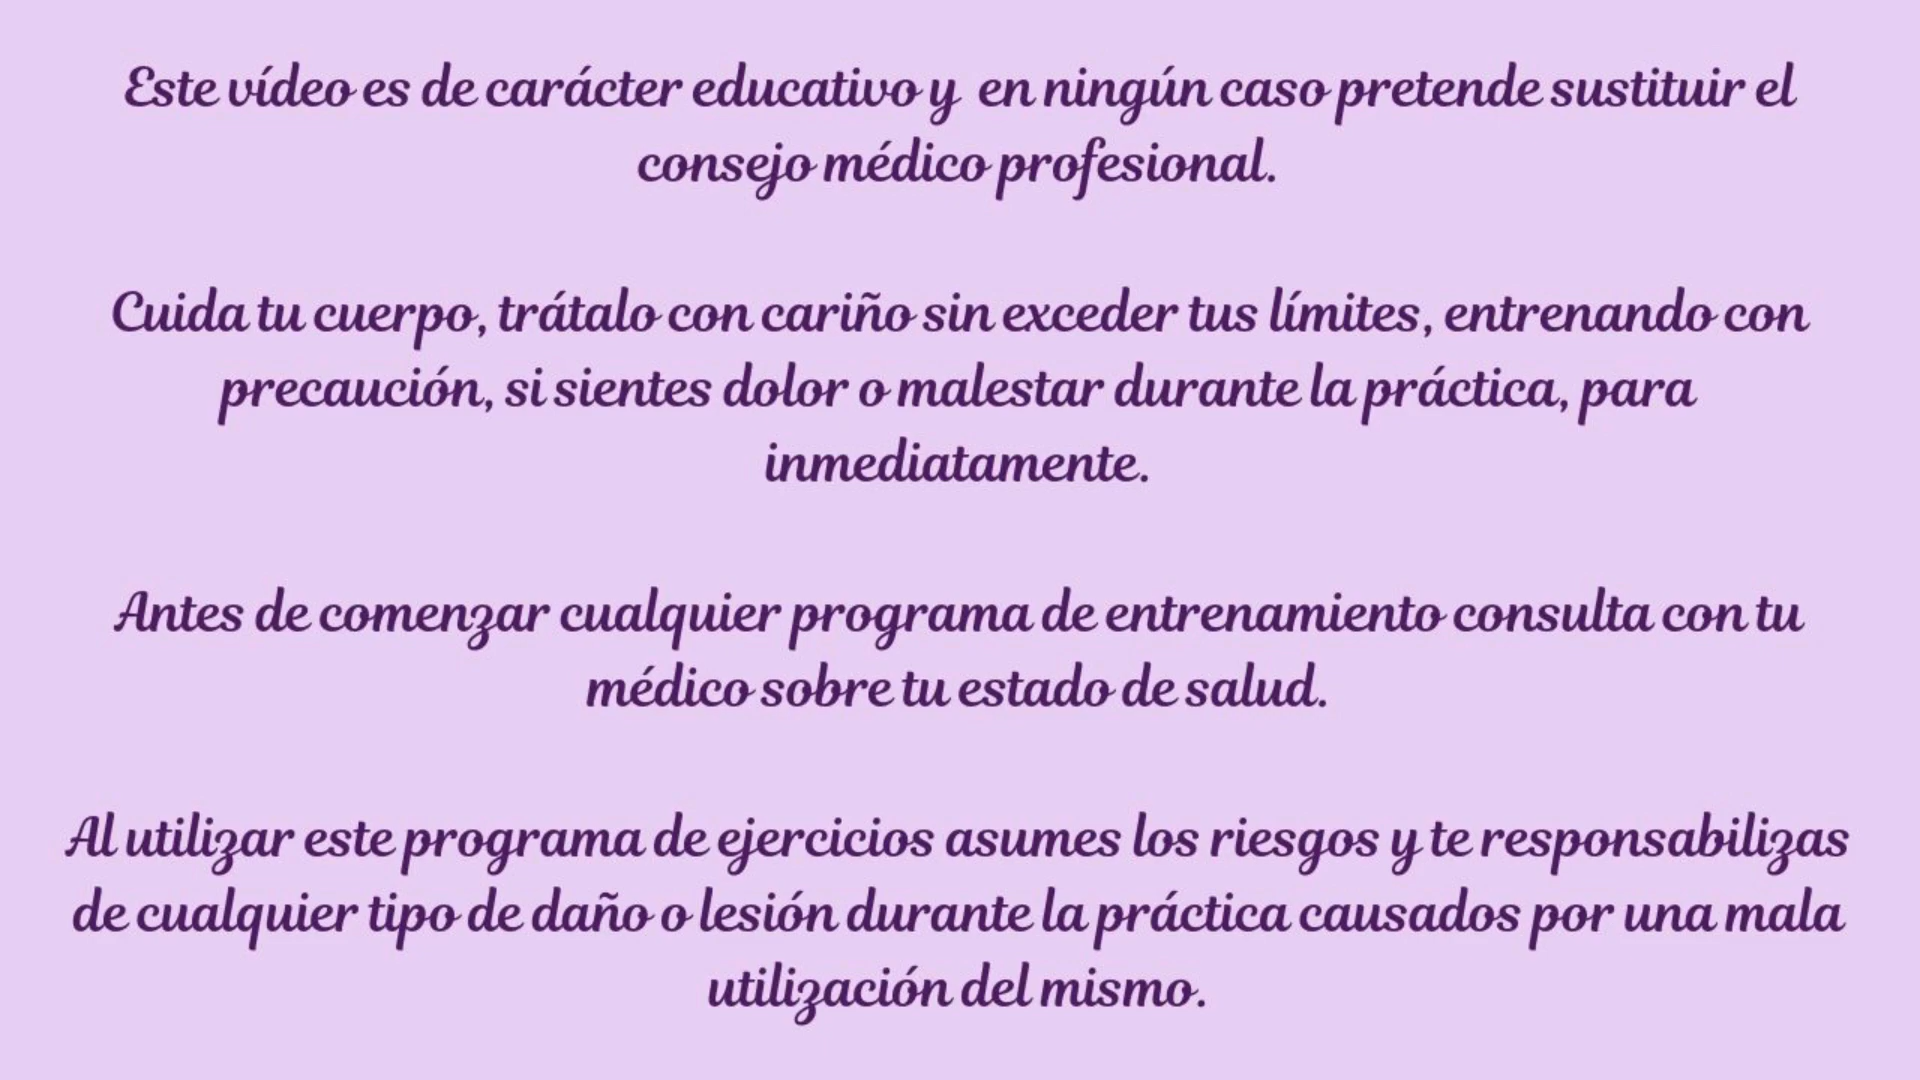 Este vídeo es de carácter educativo y en ningún caso pretende sustituir el
consejo médico profesional.
Cuida tu cuerpo, trátalo con cariño sin exceder tus límites, entrenando con
precaución, si sientes dolor o malestar durante la práctica, para
inmediatamente.
Antes de comenzar cualquier programa de entrenamiento consulta con tu
médico sobre tu estado de salud.
Al utilizar este programa de ejercicios asumes los riesgos y te responsabilizas
de cualquier tipo de daño o lesión durante la práctica causados por una mala
utilización del mismo.